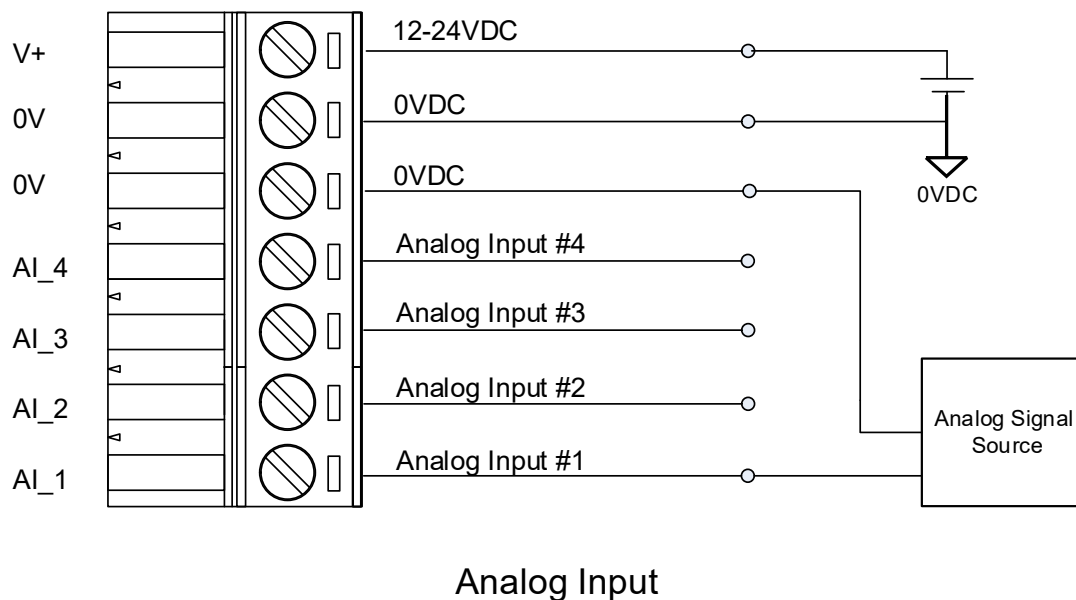 V+
12-24VDC
0V
0VDC
0V
0VDC
0VDC
AI_4
Analog Input #4
AI_3
Analog Input #3
AI_2
Analog Input #2
AI_1
Analog Input #1
Analog Signal
Source
Analog Input